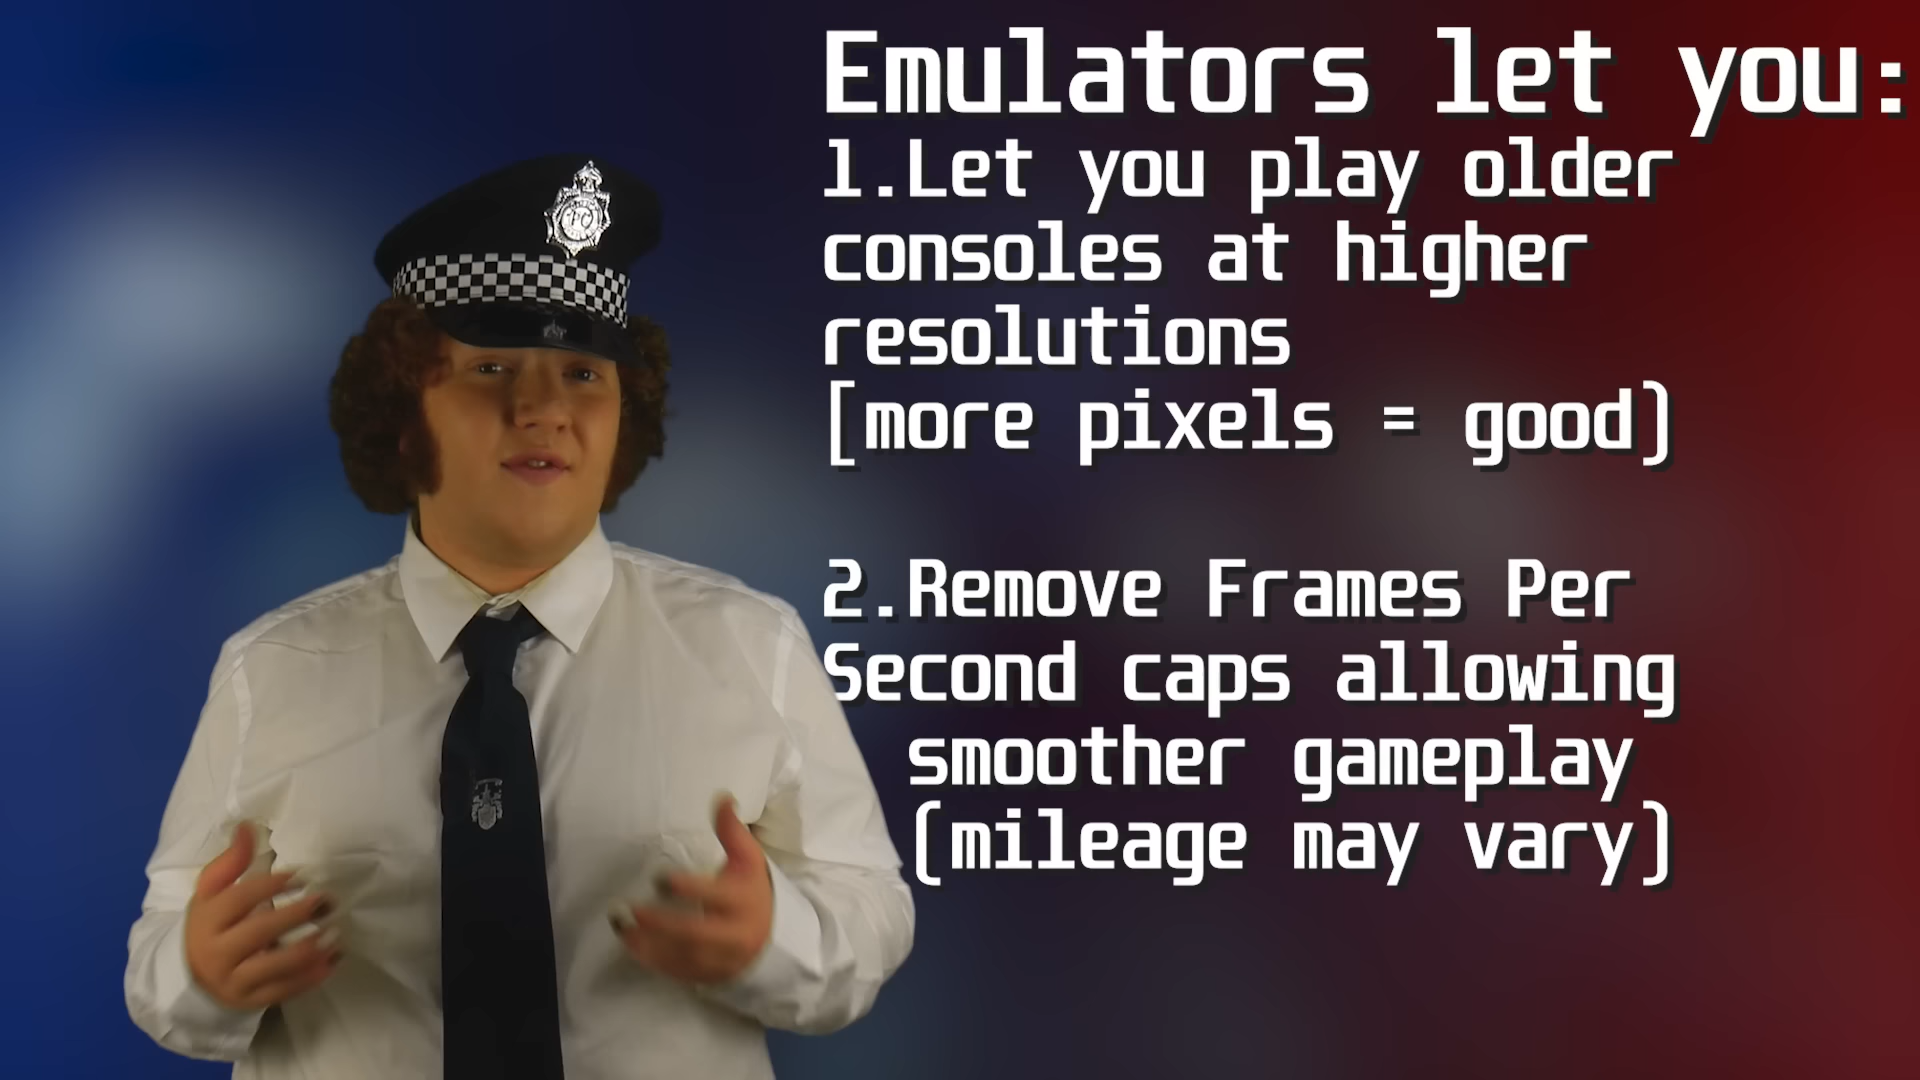 Emulators let you:
1.Let you play older
consoles at higher
resolutions
[more pixels = good)
2.Remove Frames Per
Second caps allowing
smoother gameplay
(mileage may vary)